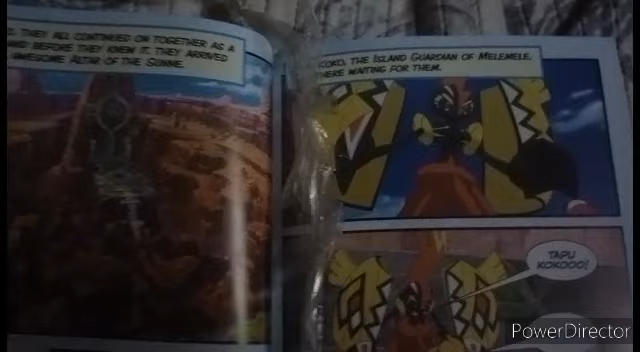 THEY ALL CONTINUED ON TOGETHER AS A
BEFORE THEY KNEW IT, THEY ARRIVED
AWESOME ALTAR OF THE SUNNE.
KOKO, THE ISLAND GUARDIAN OF MELEMELE,
WAITING FOR THEM.
TAPU
KOKOOO!
PowerDirector